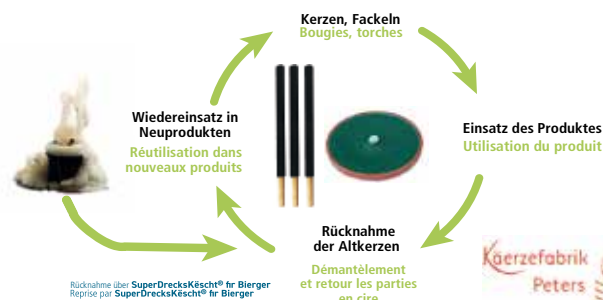 Kerzen, Fackeln
Bougies, torches
Wiedereinsatz in
Neuprodukten
Réutilisation dans
nouveaux produits
Einsatz des Produktes
Utilisation du produit
Rücknahme
der Altkerzen
Démantèlement
et retour les parties
en cire
Rücknahme über SuperDrecksKëscht® fir Bierger
Reprise par SuperDrecksKëscht® fir Bierger
Käerzefabrik
Peters